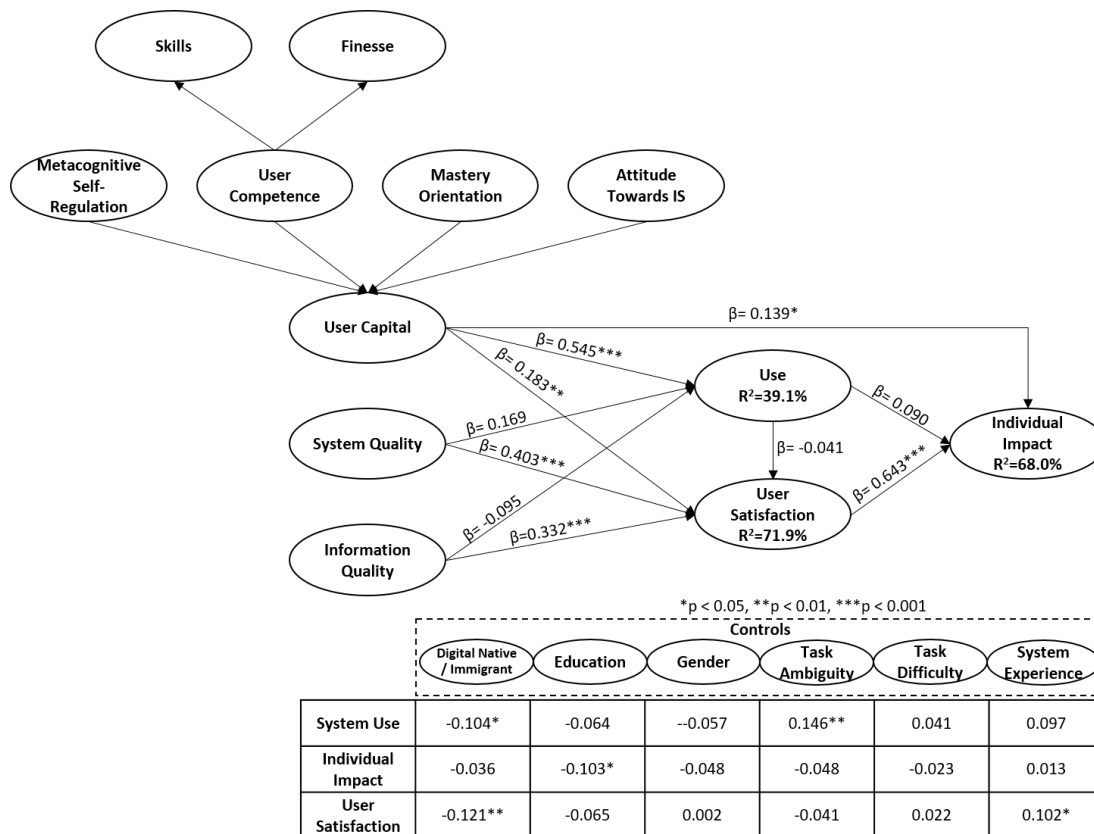 Skills
Finesse
Metacognitive
Self-
Regulation
User
Competence
Mastery
Orientation
Attitude
Towards IS
User Capital
β= 0.139*
β= 0.545***
β= 0.183**
Use
R²=39.1%
β= 0.090
System Quality
β= 0.169
β= 0.403***
β= -0.041
Individual
Impact
R²=68.0%
β= 0.643***
β= -0.095
User
Satisfaction
R²=71.9%
β=0.332***
Information
Quality
*p < 0.05, **p < 0.01, ***p < 0.001
Controls
Digital Native
/ Immigrant
Education
Gender
Task
Ambiguity
Task
Difficulty
System
Experience
System Use
-0.104*
-0.064
--0.057
0.146**
0.041
0.097
Individual
Impact
-0.036
-0.103*
-0.048
-0.048
-0.023
0.013
User
Satisfaction
-0.121**
-0.065
0.002
-0.041
0.022
0.102*